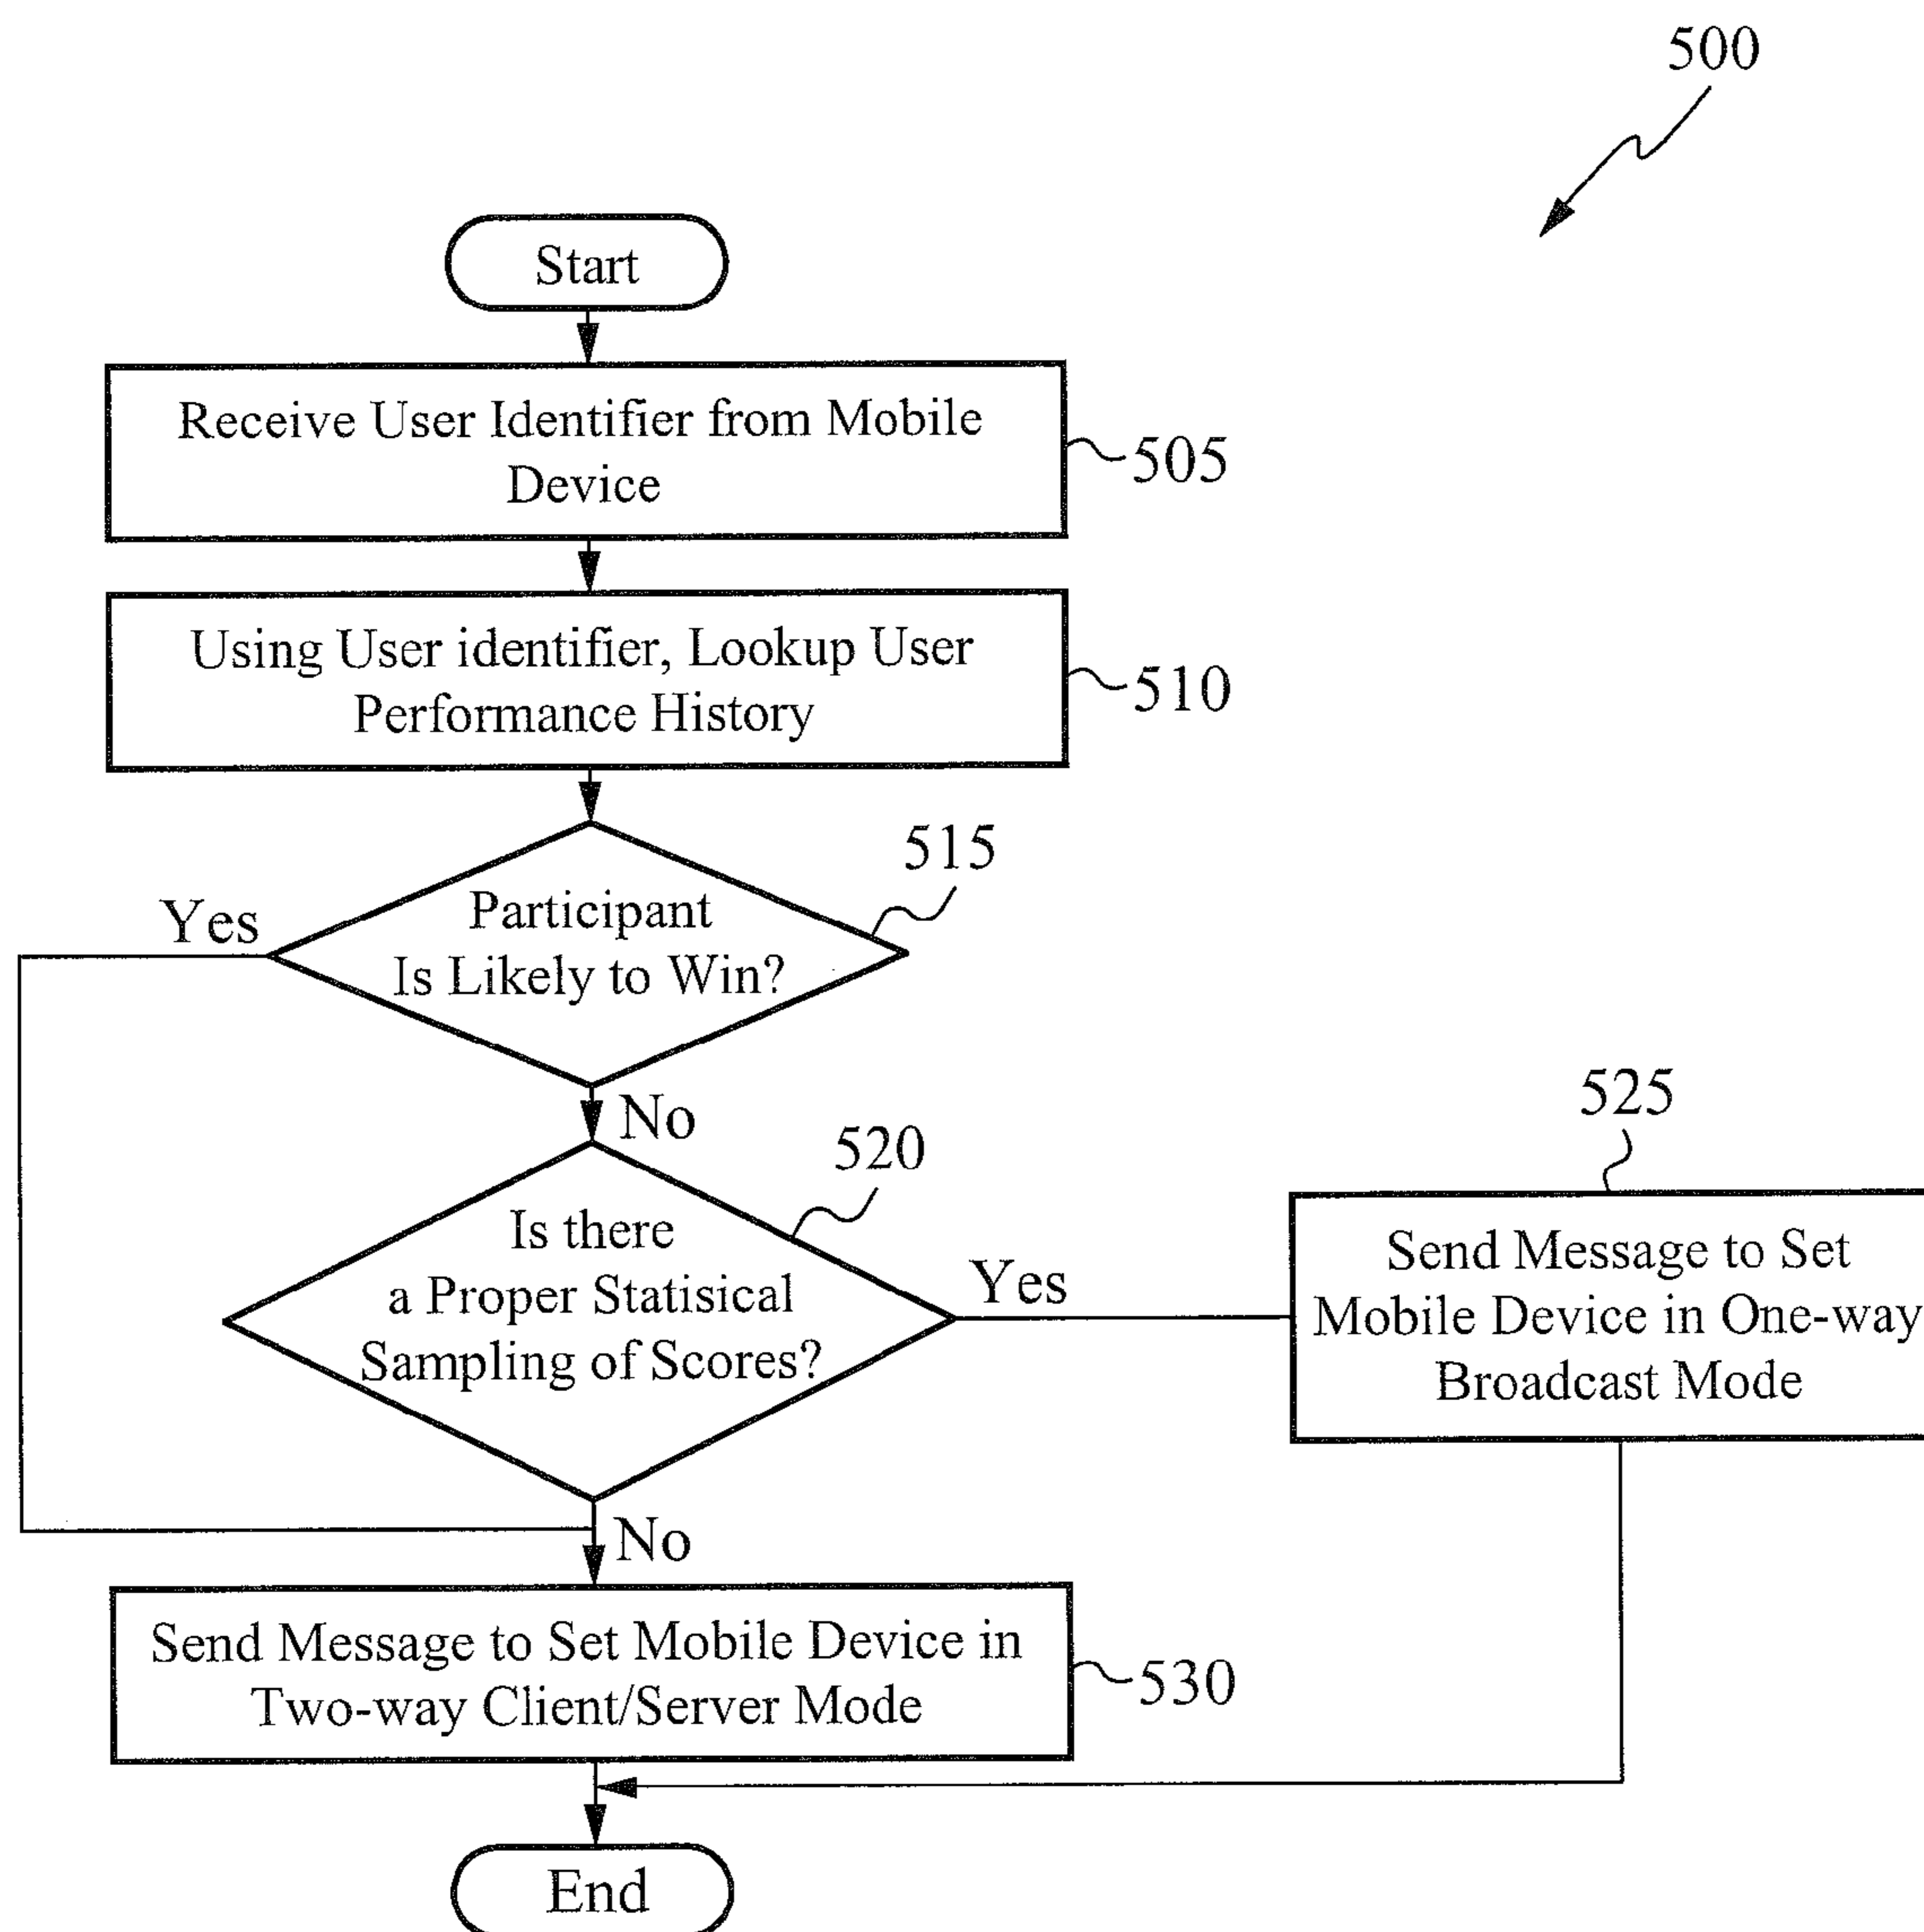 500
Start
Receive User Identifier from Mobile
Device
505
Using User identifier, Lookup User
Performance History
510
515
Participant
Is Likely to Win?
Yes
No
520
Is there
a Proper Statisical
Sampling of Scores?
Yes
525
Send Message to Set
Mobile Device in One-way
Broadcast Mode
No
Send Message to Set Mobile Device in
Two-way Client/Server Mode
530
End